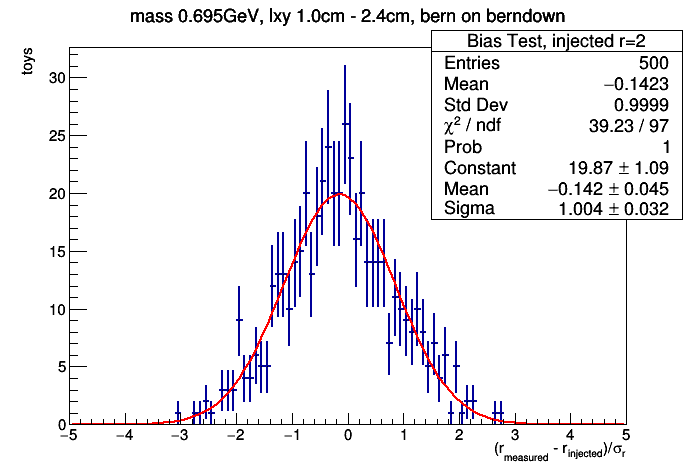 mass 0.695GeV, lxy 1.0cm - 2.4cm, bern on berndown
toys
Bias Test, injected r=2
Entries 500
Mean −0.1423
Std Dev 0.9999
χ² / ndf 39.23 / 97
Prob 1
Constant 19.87 ± 1.09
Mean −0.142 ± 0.045
Sigma 1.004 ± 0.032
30
25
20
15
10
5
0
−5 −4 −3 −2 −1 0 1 2 3 4 5
(r_measured - r_injected)/σ_r